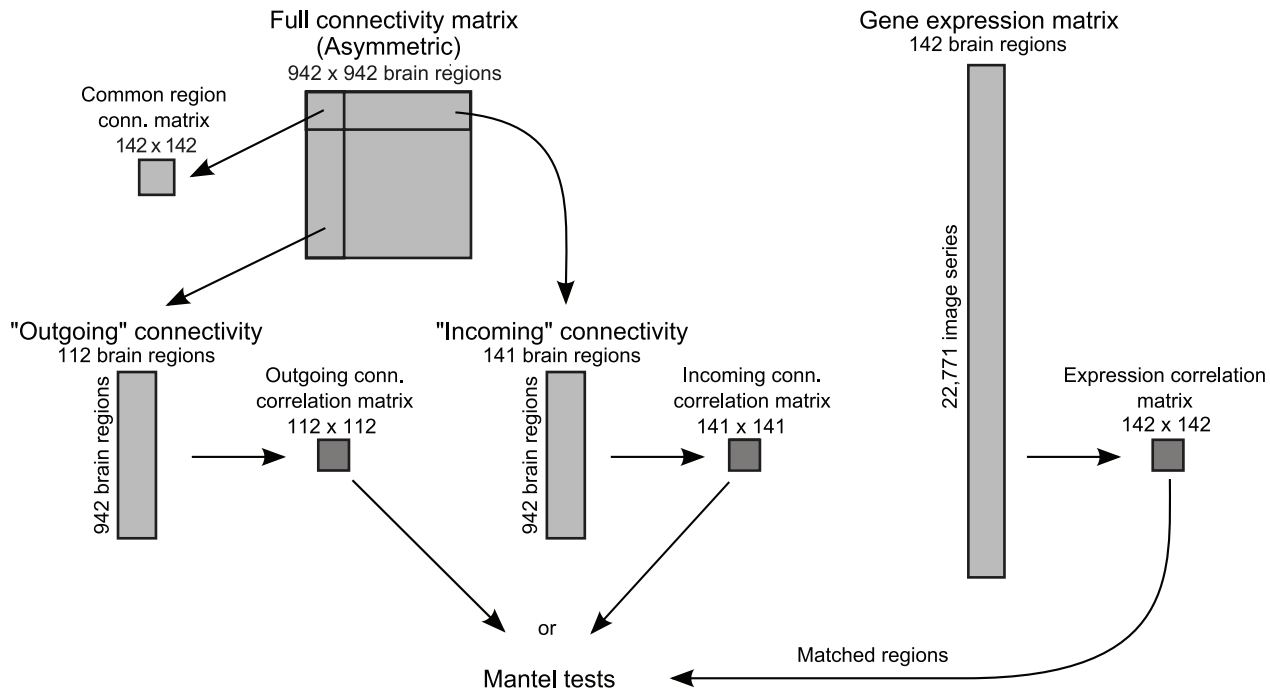 Full connectivity matrix
(Asymmetric)
942 x 942 brain regions
Common region
conn. matrix
142 x 142
Gene expression matrix
142 brain regions
22,771 image series
"Outgoing" connectivity
112 brain regions
942 brain regions
Outgoing conn.
correlation matrix
112 x 112
"Incoming" connectivity
141 brain regions
942 brain regions
Incoming conn.
correlation matrix
141 x 141
Expression correlation
matrix
142 x 142
or
Matched regions
Mantel tests